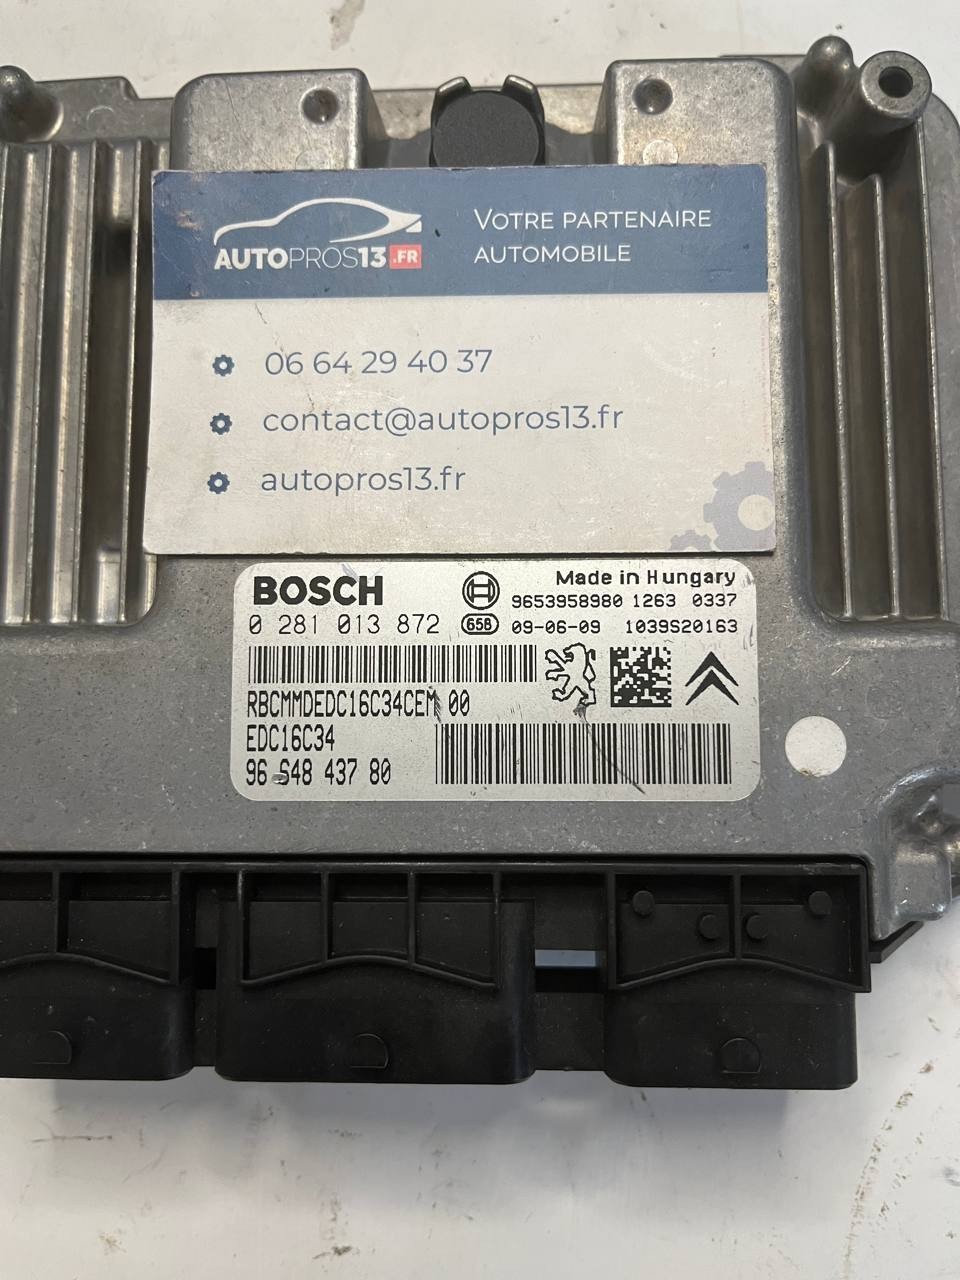 AUTOPROS13.FR
VOTRE PARTENAIRE
AUTOMOBILE
06 64 29 40 37
contact@autopros13.fr
autopros13.fr
BOSCH
Made in Hungary
9653958980 1263 0337
0 281 013 872 658 09-06-09 1039S20163
RBCMMDEDC16C34CEM 00
EDC16C34
96 648 437 80